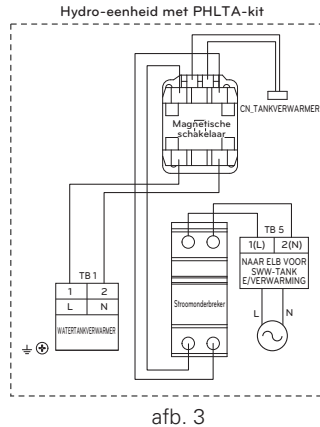 Hydro-eenheid met PHLTA-kit
CN_TANKVERWARMER
Magnetische
schakelaar
TB 5
1(L) 2(N)
NAAR ELB VOOR
SWW-TANK
E/VERWARMING
L N
TB 1
1 2
L N
WATERTANKVERWARMER
Stroomonderbreker
afb. 3